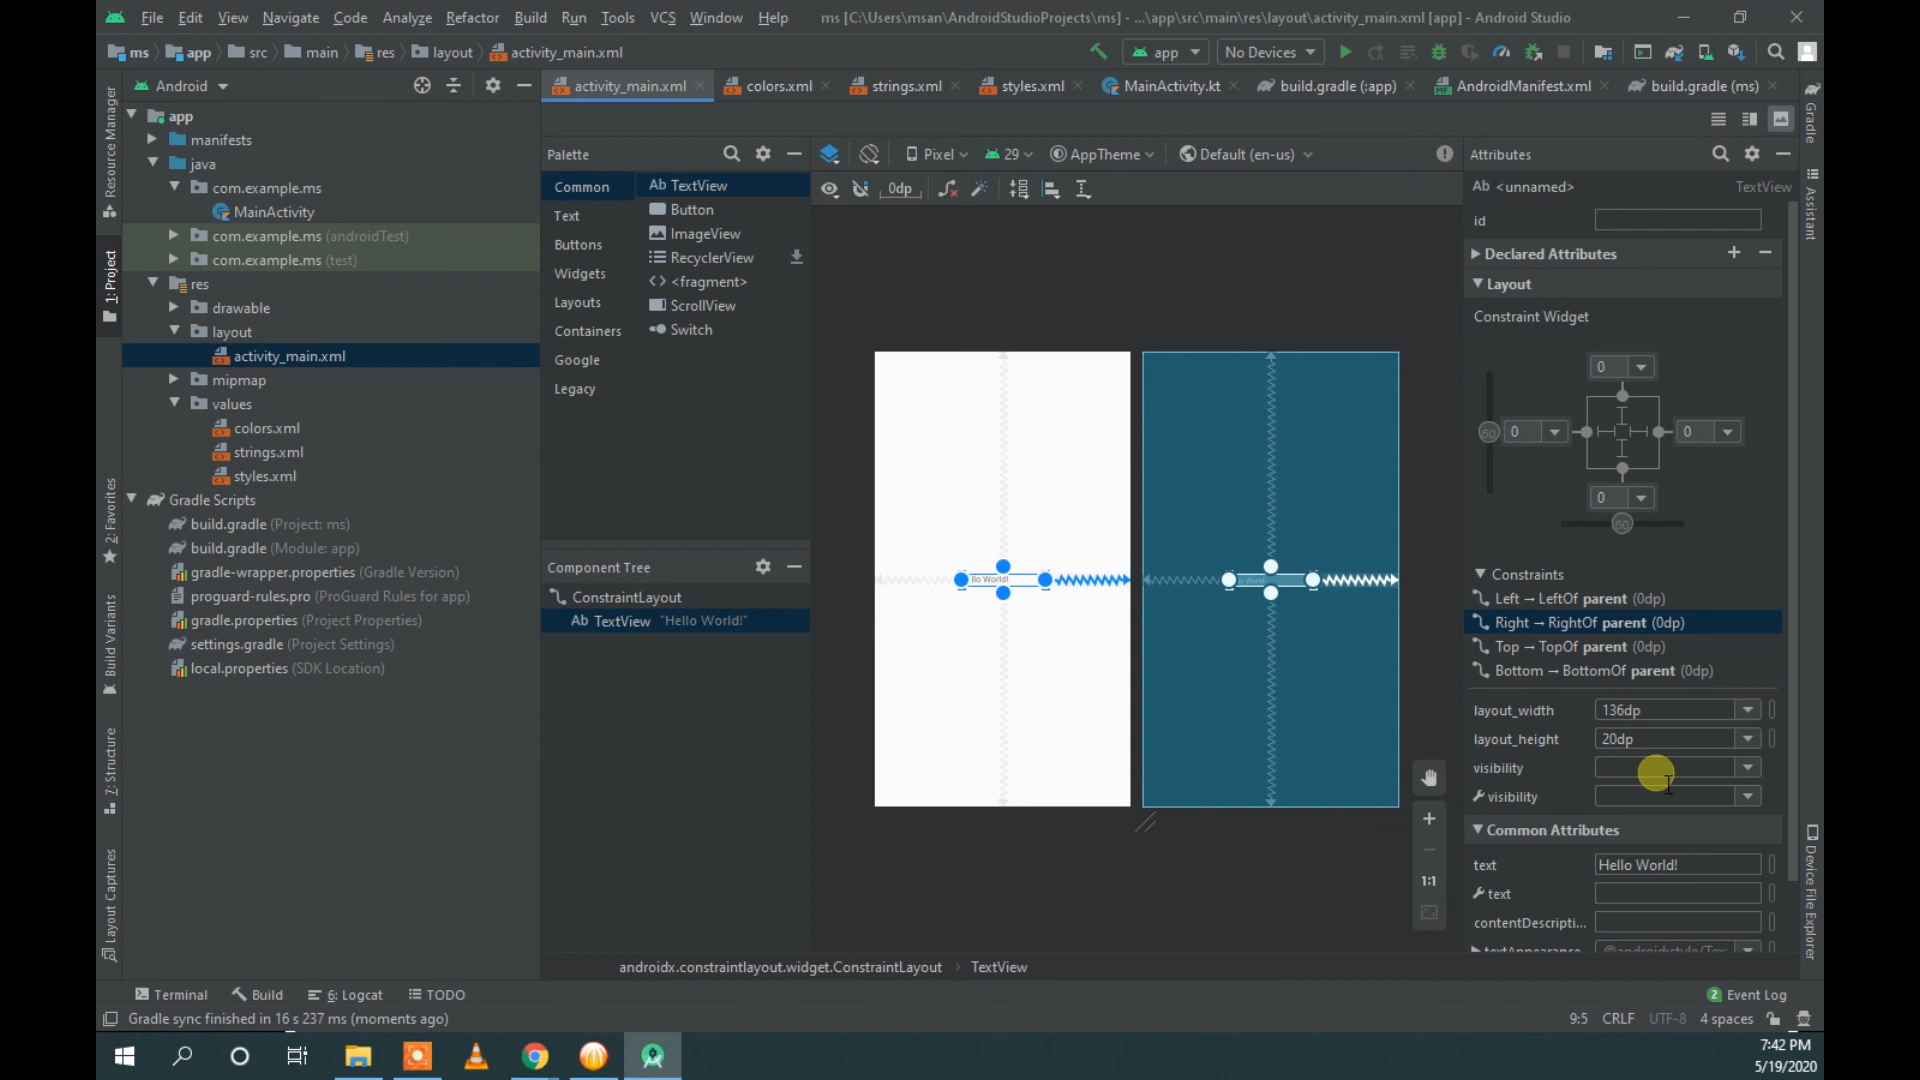 File Edit View Navigate Code Analyze Refactor Build Run Tools VCS Window Help ms [C:\Users\msan\AndroidStudioProjects\ms] - ...\app\src\main\res\layout\activity_main.xml [app] - Android Studio
ms app src main res layout activity_main.xml app No Devices
Android activity_main.xml colors.xml strings.xml styles.xml MainActivity.kt build.gradle (:app) AndroidManifest.xml build.gradle (ms)
Resource Manager
1: Project
2: Favorites
Build Variants
7: Structure
Layout Captures
app
manifests
java
com.example.ms
MainActivity
com.example.ms (androidTest)
com.example.ms (test)
res
drawable
layout
activity_main.xml
mipmap
values
colors.xml
strings.xml
styles.xml
Gradle Scripts
build.gradle (Project: ms)
build.gradle (Module: app)
gradle-wrapper.properties (Gradle Version)
proguard-rules.pro (ProGuard Rules for app)
gradle.properties (Project Properties)
settings.gradle (Project Settings)
local.properties (SDK Location)
Palette
Common
Text
Buttons
Widgets
Layouts
Containers
Google
Legacy
Ab TextView
Button
ImageView
RecyclerView
<fragment>
ScrollView
Switch
Component Tree
ConstraintLayout
Ab TextView "Hello World!"
Pixel 29 AppTheme Default (en-us)
0dp
llo World!
1:1
androidx.constraintlayout.widget.ConstraintLayout › TextView
Attributes
Ab <unnamed> TextView
id
Declared Attributes
Layout
Constraint Widget
0
50 0 0
0
50
Constraints
Left → LeftOf parent (0dp)
Right → RightOf parent (0dp)
Top → TopOf parent (0dp)
Bottom → BottomOf parent (0dp)
layout_width 136dp
layout_height 20dp
visibility
visibility
Common Attributes
text Hello World!
text
contentDescripti...
Gradle
Assistant
Device File Explorer
Terminal Build 6: Logcat TODO 2 Event Log
Gradle sync finished in 16 s 237 ms (moments ago) 9:5 CRLF UTF-8 4 spaces
7:42 PM
5/19/2020